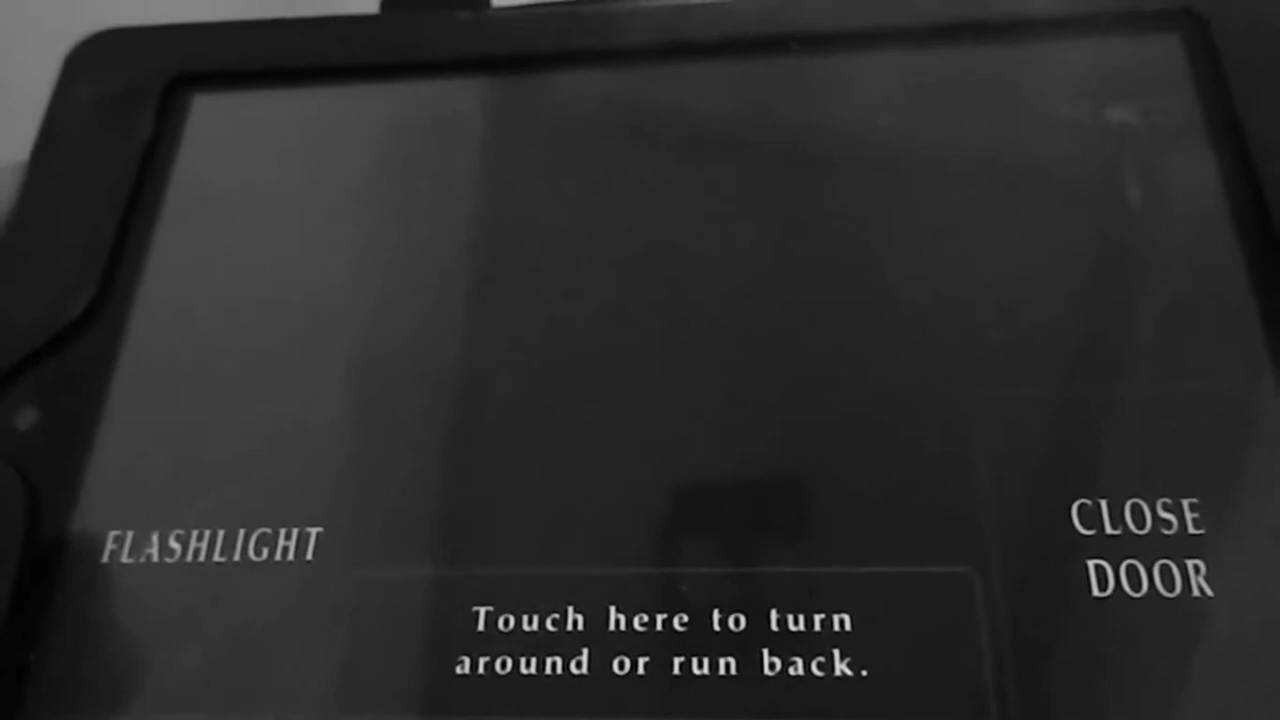 FLASHLIGHT
CLOSE
DOOR
Touch here to turn
around or run back.